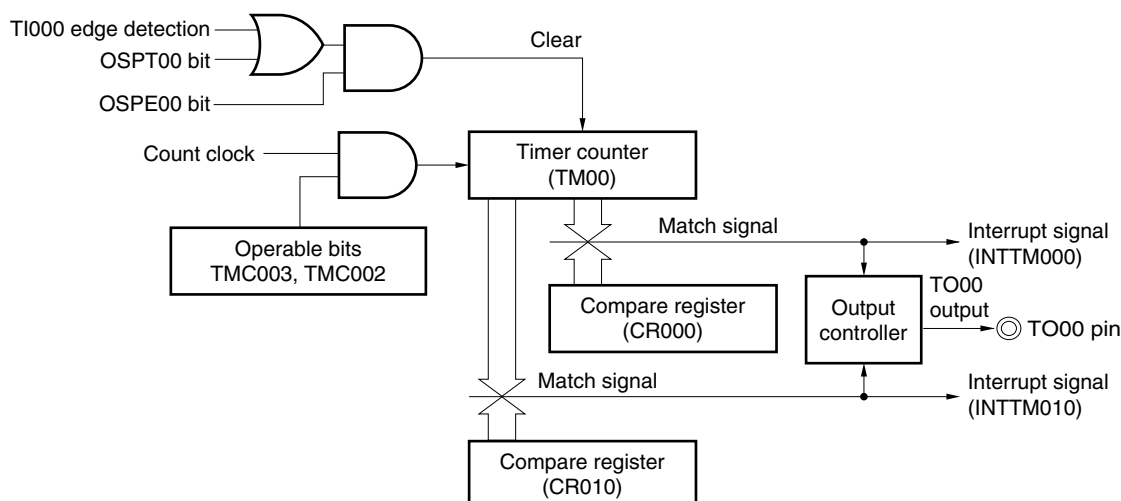 TI000 edge detection
OSPT00 bit
OSPE00 bit
Clear
Count clock
Timer counter
(TM00)
Operable bits
TMC003, TMC002
Match signal
Interrupt signal
(INTTM000)
Compare register
(CR000)
Output
controller
TO00
output
TO00 pin
Match signal
Interrupt signal
(INTTM010)
Compare register
(CR010)